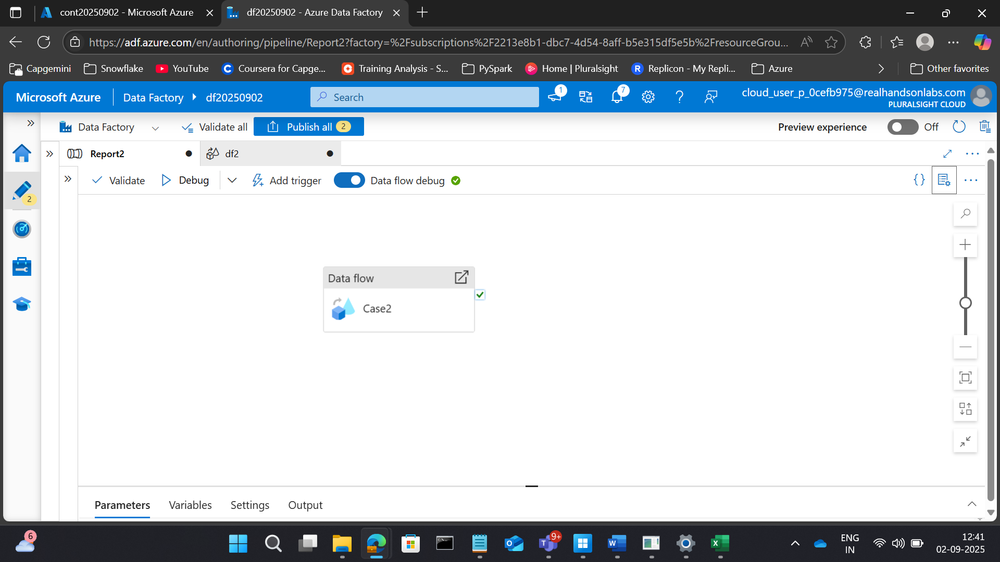 cont20250902 - Microsoft Azure
df20250902 - Azure Data Factory
https://adf.azure.com/en/authoring/pipeline/Report2?factory=%2Fsubscriptions%2F2213e8b1-dbc7-4d54-8aff-b5e315df5e5b%2FresourceGrou...
Capgemini
Snowflake
YouTube
Coursera for Capge...
Training Analysis - S...
PySpark
Home | Pluralsight
Replicon - My Repli...
Azure
Other favorites
Microsoft Azure
Data Factory
df20250902
Search
1
7
cloud_user_p_0cefb975@realhandsonlabs.com
PLURALSIGHT CLOUD
Data Factory
Validate all
Publish all 2
Preview experience
Off
Report2
df2
2
Validate
Debug
Add trigger
Data flow debug
Data flow
Case2
Parameters
Variables
Settings
Output
6
9+
ENG
IN
12:41
02-09-2025